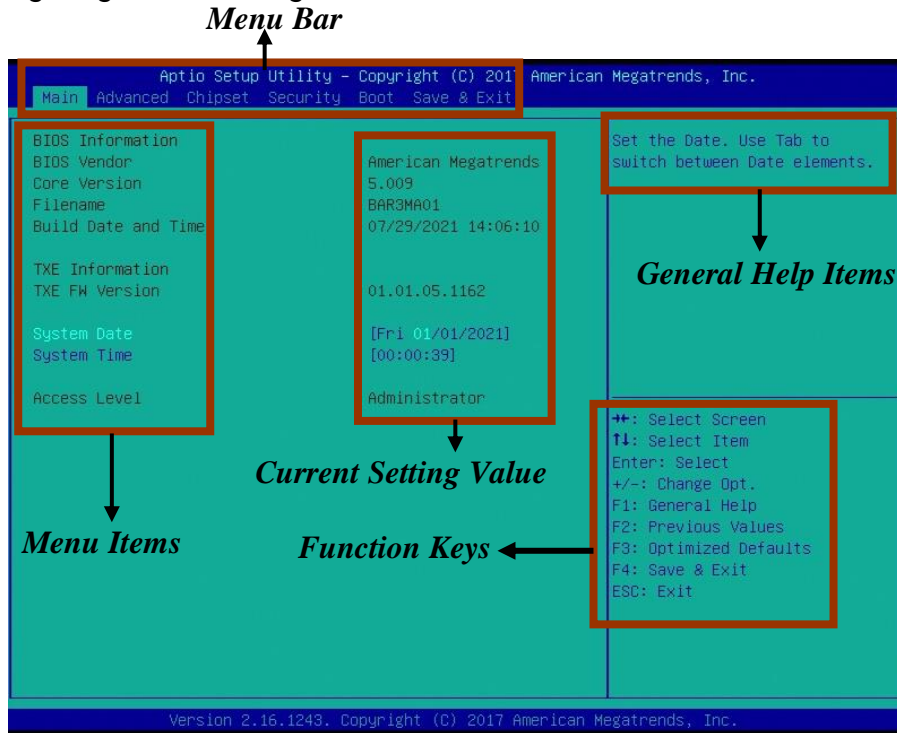 Menu Bar
Aptio Setup Utility – Copyright (C) 2017 American Megatrends, Inc.
Main Advanced Chipset Security Boot Save & Exit
BIOS Information
BIOS Vendor American Megatrends
Core Version 5.009
Filename BAR3MA01
Build Date and Time 07/29/2021 14:06:10
TXE Information
TXE FW Version 01.01.05.1162
System Date [Fri 01/01/2021]
System Time [00:00:39]
Access Level Administrator
Set the Date. Use Tab to
switch between Date elements.
General Help Items
→←: Select Screen
↑↓: Select Item
Enter: Select
+/-: Change Opt.
F1: General Help
F2: Previous Values
F3: Optimized Defaults
F4: Save & Exit
ESC: Exit
Current Setting Value
Menu Items
Function Keys
Version 2.16.1243. Copyright (C) 2017 American Megatrends, Inc.